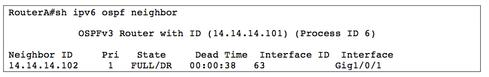 RouterA#sh ipv6 ospf neighbor
OSPFv3 Router with ID (14.14.14.101) (Process ID 6)
Neighbor ID Pri State Dead Time Interface ID Interface
14.14.14.102 1 FULL/DR 00:00:38 63 Gig1/0/1